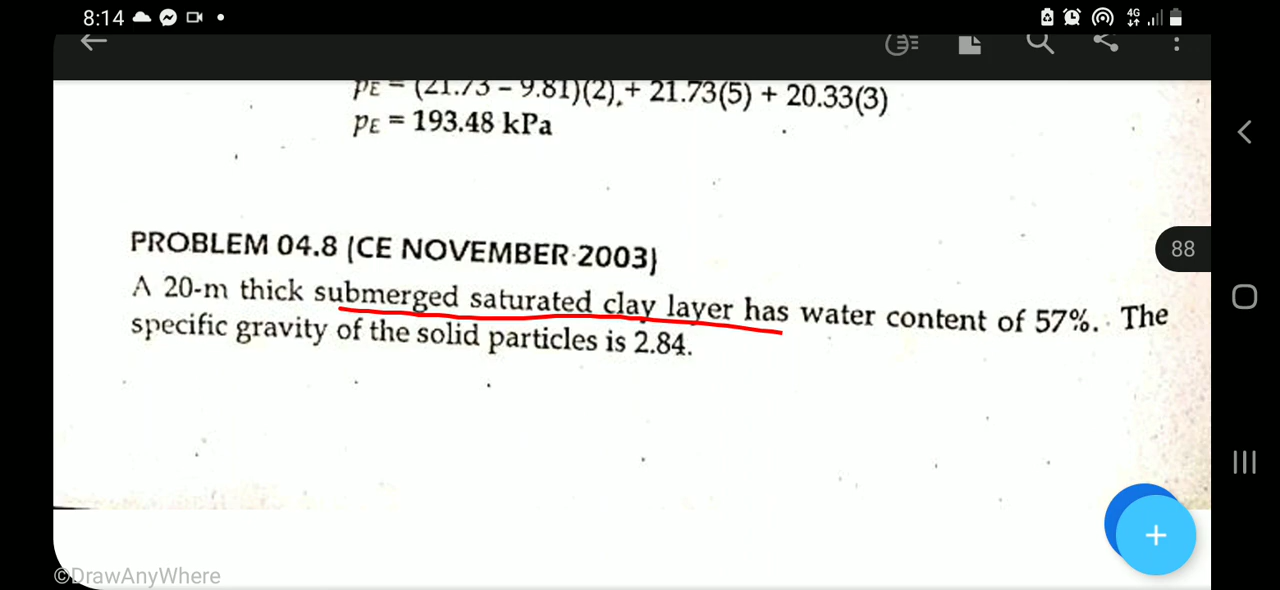 8:14
4G
pE = (21.73 – 9.81)(2) + 21.73(5) + 20.33(3)
pE = 193.48 kPa
88
PROBLEM 04.8 (CE NOVEMBER 2003)
A 20-m thick submerged saturated clay layer has water content of 57%. The
specific gravity of the solid particles is 2.84.
©DrawAnyWhere